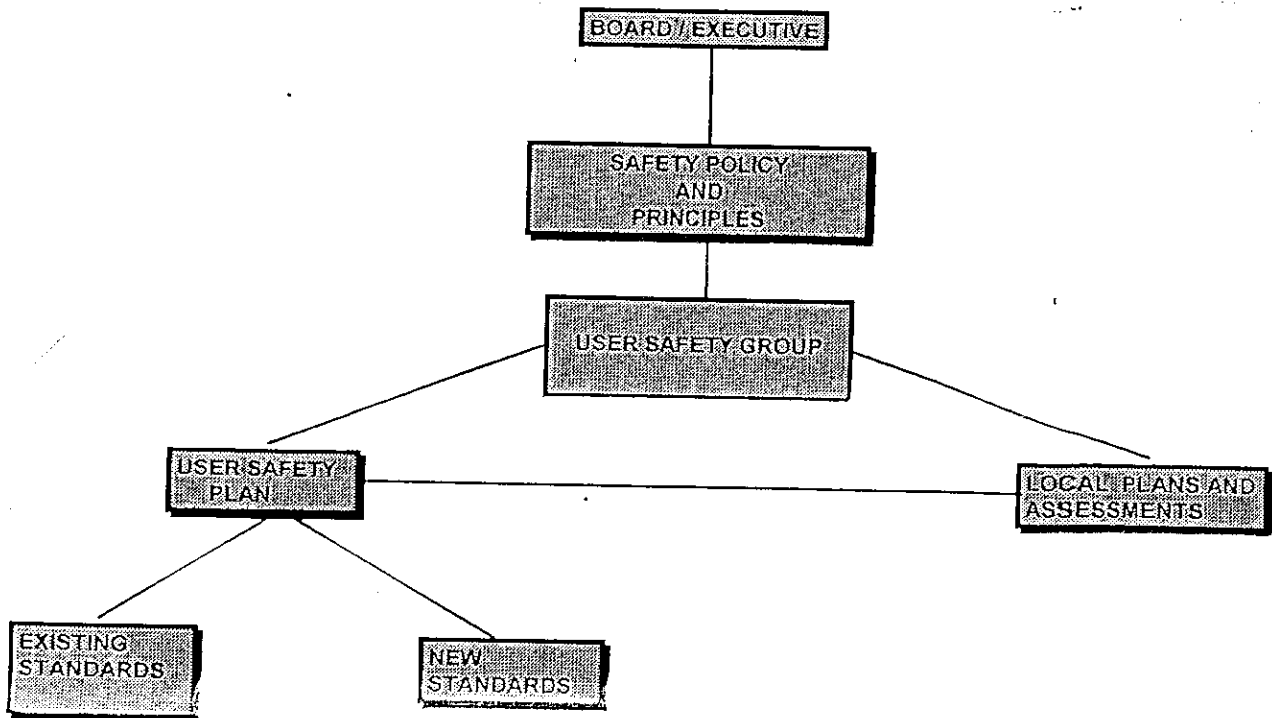 BOARD / EXECUTIVE
SAFETY POLICY
AND
PRINCIPLES
USER SAFETY GROUP
USER SAFETY
PLAN
LOCAL PLANS AND
ASSESSMENTS
EXISTING
STANDARDS
NEW
STANDARDS